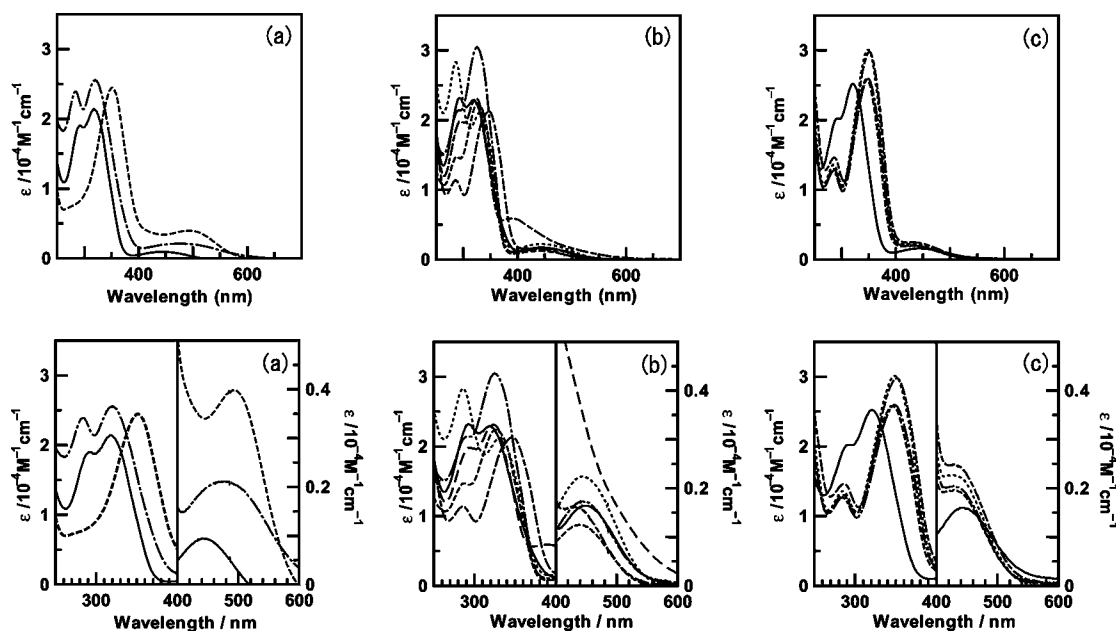 (a)
3
2
1
0
ε /10⁻⁴M⁻¹cm⁻¹
400
600
Wavelength (nm)
(b)
3
2
1
0
ε /10⁻⁴M⁻¹cm⁻¹
400
600
Wavelength (nm)
(c)
3
2
1
0
ε /10⁻⁴M⁻¹cm⁻¹
400
600
Wavelength (nm)
(a)
3
2
1
0
ε /10⁻⁴M⁻¹cm⁻¹
0.4
0.2
0
ε /10⁻⁴M⁻¹cm⁻¹
300
400
600
Wavelength / nm
(b)
3
2
1
0
ε /10⁻⁴M⁻¹cm⁻¹
0.4
0.2
0
ε /10⁻⁴M⁻¹cm⁻¹
300
400
600
Wavelength / nm
(c)
3
2
1
0
ε /10⁻⁴M⁻¹cm⁻¹
0.4
0.2
0
ε /10⁻⁴M⁻¹cm⁻¹
300
400
600
Wavelength / nm